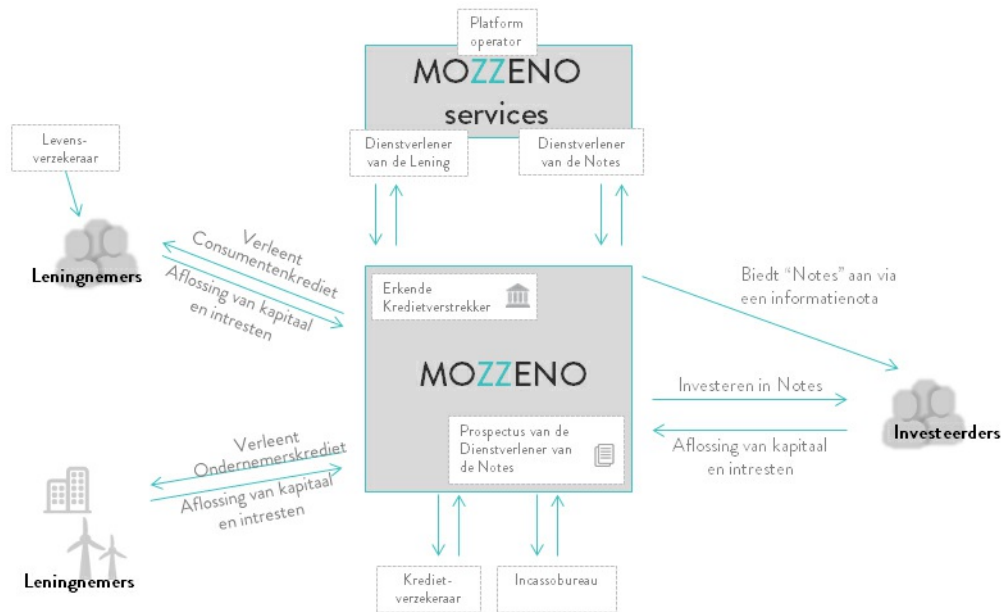 Platform
operator
MOZZENO
services
Dienstverlener
van de Lening
Dienstverlener
van de Notes
Levens-
verzekeraar
Leningnemers
Verleent
Consumentenkrediet
Aflossing van kapitaal
en intresten
Erkende
Kredietverstrekker
MOZZENO
Prospectus van de
Dienstverlener van
de Notes
Biedt “Notes” aan via
een informatienota
Investeren in Notes
Aflossing van kapitaal
en intresten
Investeerders
Verleent
Ondernemerskrediet
Aflossing van kapitaal
en intresten
Leningnemers
Krediet-
verzekeraar
Incassobureau